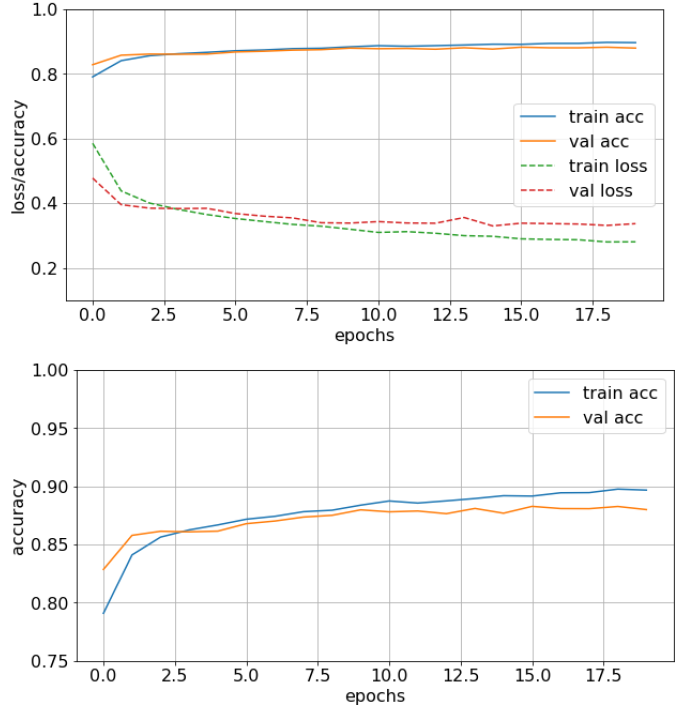 1.0
0.8
0.6
0.4
0.2
loss/accuracy
train acc
val acc
train loss
val loss
0.0 2.5 5.0 7.5 10.0 12.5 15.0 17.5
epochs
1.00
0.95
0.90
0.85
0.80
0.75
accuracy
train acc
val acc
0.0 2.5 5.0 7.5 10.0 12.5 15.0 17.5
epochs